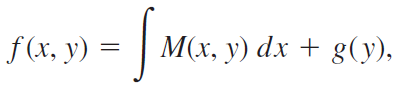 f(x, y) = ∫ M(x, y) dx + g(y),